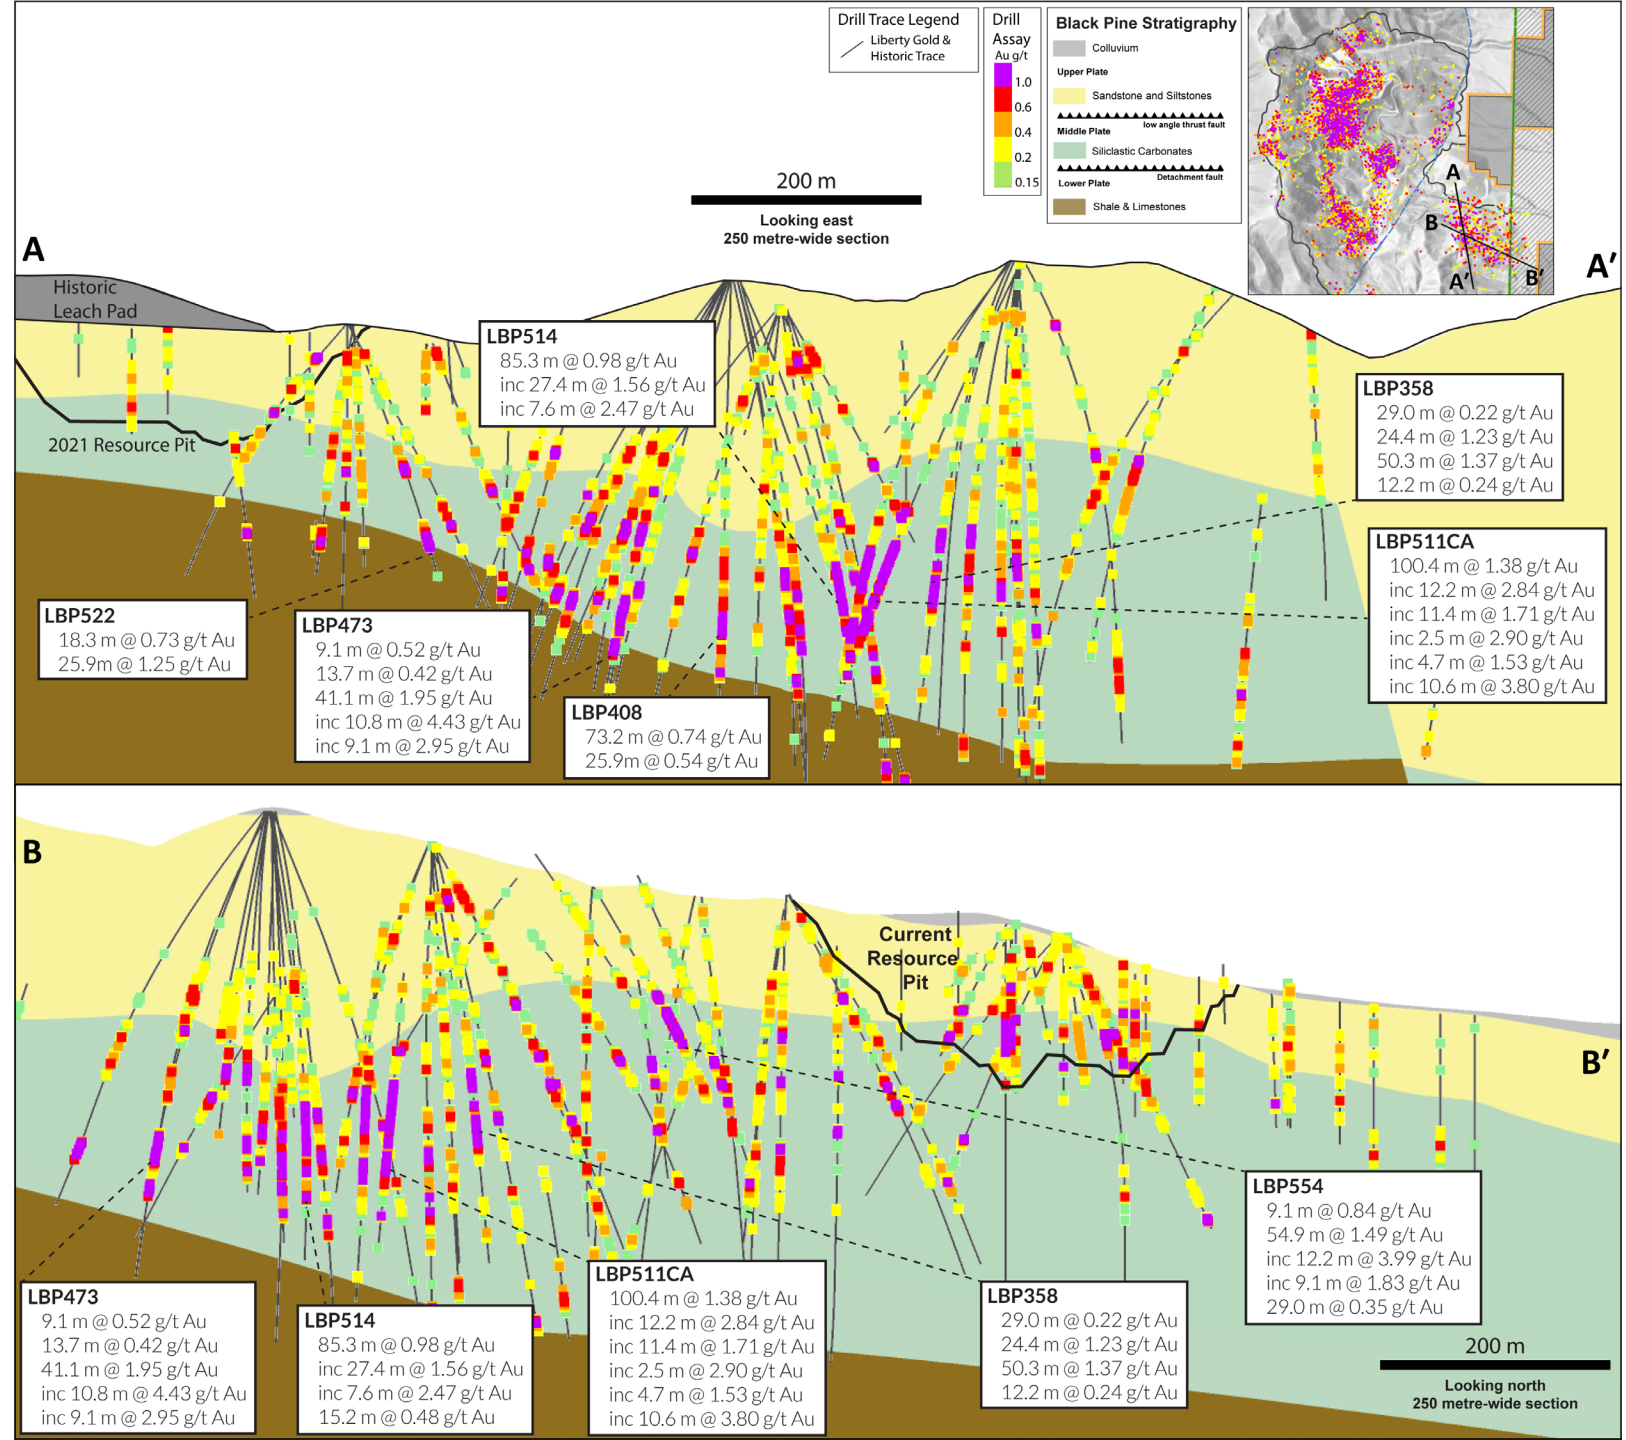 Drill Trace Legend
Liberty Gold &
Historic Trace
Drill
Assay
Au g/t
1.0
0.6
0.4
0.2
0.15
Black Pine Stratigraphy
Colluvium
Upper Plate
Sandstone and Siltstones
low angle thrust fault
Middle Plate
Siliclastic Carbonates
Detachment fault
Lower Plate
Shale & Limestones
A
B
A′
B′
200 m
Looking east
250 metre-wide section
A
A′
Historic
Leach Pad
2021 Resource Pit
LBP514
85.3 m @ 0.98 g/t Au
inc 27.4 m @ 1.56 g/t Au
inc 7.6 m @ 2.47 g/t Au
LBP358
29.0 m @ 0.22 g/t Au
24.4 m @ 1.23 g/t Au
50.3 m @ 1.37 g/t Au
12.2 m @ 0.24 g/t Au
LBP511CA
100.4 m @ 1.38 g/t Au
inc 12.2 m @ 2.84 g/t Au
inc 11.4 m @ 1.71 g/t Au
inc 2.5 m @ 2.90 g/t Au
inc 4.7 m @ 1.53 g/t Au
inc 10.6 m @ 3.80 g/t Au
LBP522
18.3 m @ 0.73 g/t Au
25.9m @ 1.25 g/t Au
LBP473
9.1 m @ 0.52 g/t Au
13.7 m @ 0.42 g/t Au
41.1 m @ 1.95 g/t Au
inc 10.8 m @ 4.43 g/t Au
inc 9.1 m @ 2.95 g/t Au
LBP408
73.2 m @ 0.74 g/t Au
25.9m @ 0.54 g/t Au
B
B′
Current
Resource
Pit
LBP554
9.1 m @ 0.84 g/t Au
54.9 m @ 1.49 g/t Au
inc 12.2 m @ 3.99 g/t Au
inc 9.1 m @ 1.83 g/t Au
29.0 m @ 0.35 g/t Au
LBP473
9.1 m @ 0.52 g/t Au
13.7 m @ 0.42 g/t Au
41.1 m @ 1.95 g/t Au
inc 10.8 m @ 4.43 g/t Au
inc 9.1 m @ 2.95 g/t Au
LBP514
85.3 m @ 0.98 g/t Au
inc 27.4 m @ 1.56 g/t Au
inc 7.6 m @ 2.47 g/t Au
15.2 m @ 0.48 g/t Au
LBP511CA
100.4 m @ 1.38 g/t Au
inc 12.2 m @ 2.84 g/t Au
inc 11.4 m @ 1.71 g/t Au
inc 2.5 m @ 2.90 g/t Au
inc 4.7 m @ 1.53 g/t Au
inc 10.6 m @ 3.80 g/t Au
LBP358
29.0 m @ 0.22 g/t Au
24.4 m @ 1.23 g/t Au
50.3 m @ 1.37 g/t Au
12.2 m @ 0.24 g/t Au
200 m
Looking north
250 metre-wide section